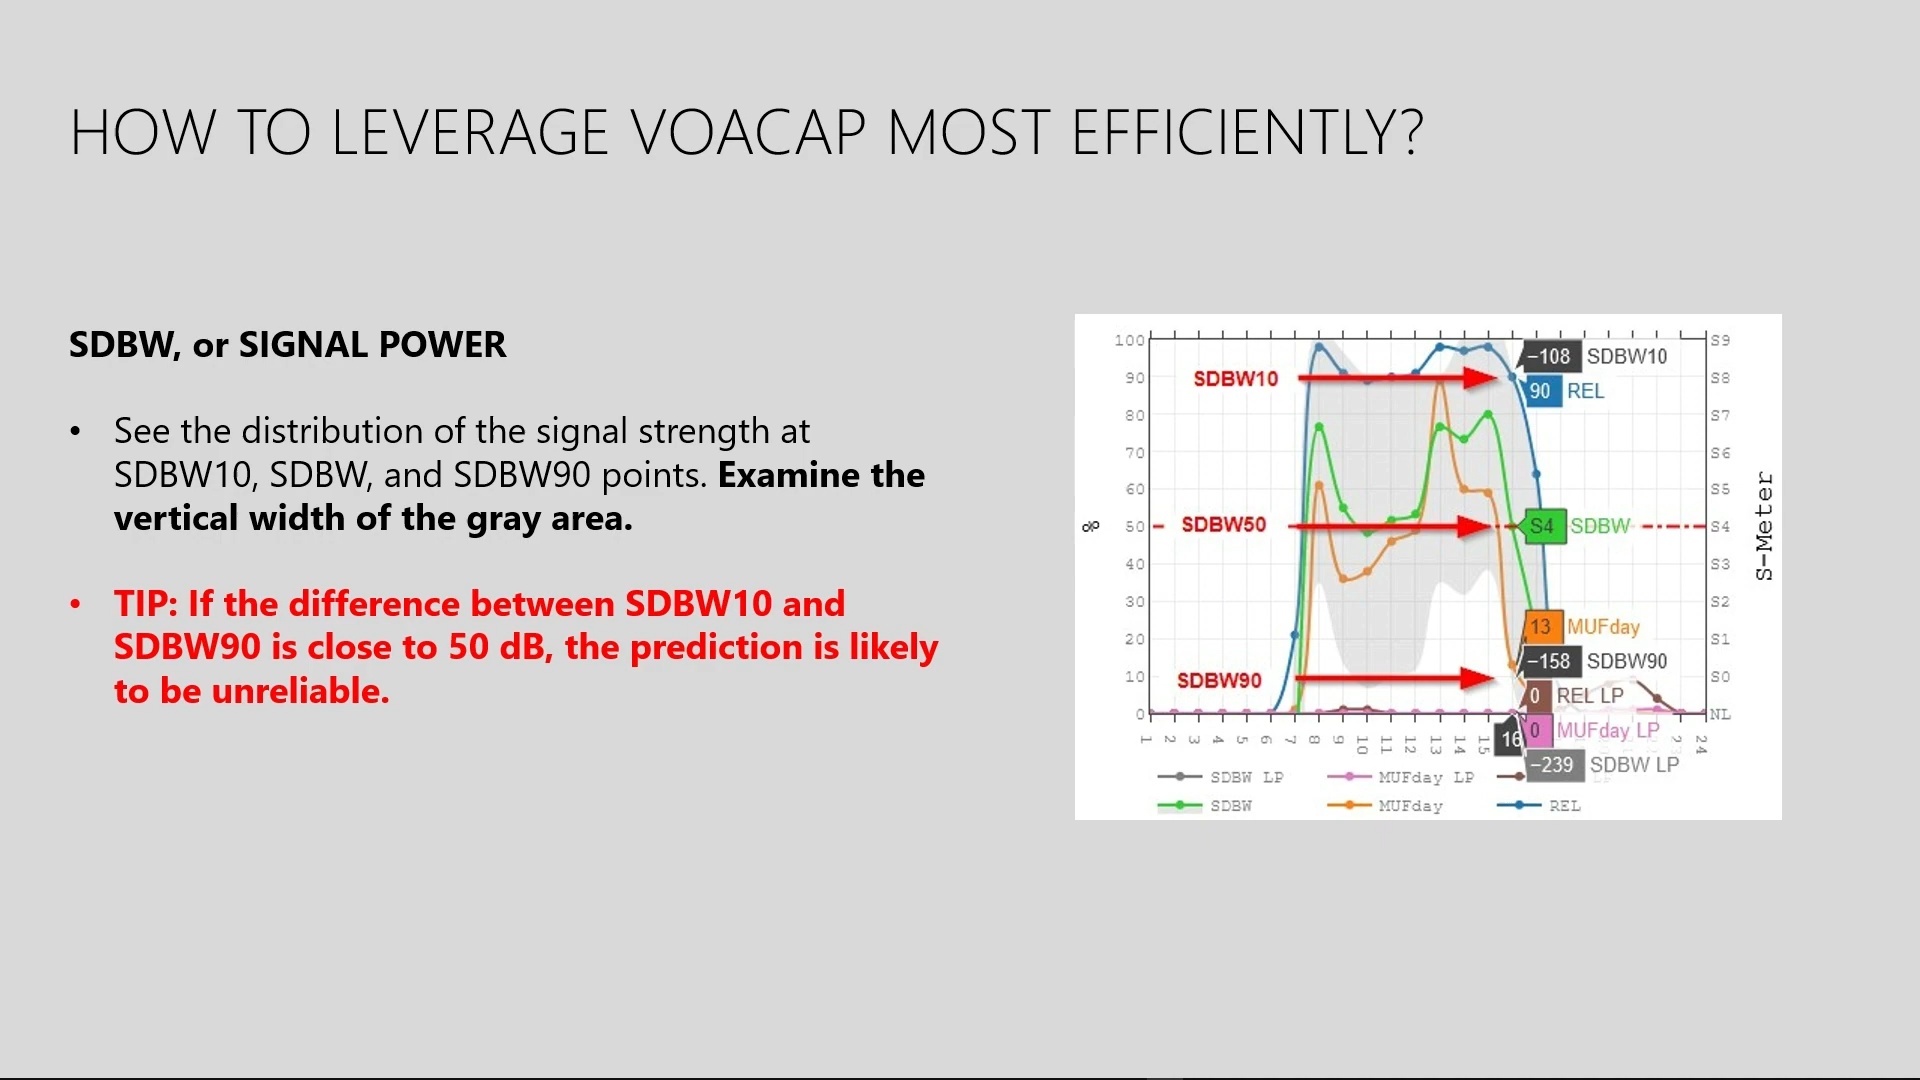 HOW TO LEVERAGE VOACAP MOST EFFICIENTLY?
SDBW, or SIGNAL POWER
• See the distribution of the signal strength at
SDBW10, SDBW, and SDBW90 points. Examine the
vertical width of the gray area.
• TIP: If the difference between SDBW10 and
SDBW90 is close to 50 dB, the prediction is likely
to be unreliable.
100 S9
−108 SDBW10
SDBW10
90 S8
90 REL
80 S7
70 S6
60 S5
%
50 SDBW50 S4 SDBW S4
S-Meter
40 S3
30 S2
13 MUFday
20 S1
−158 SDBW90
10 SDBW90 S0
0 REL LP
0 NL
0 MUFday LP
1 2 3 4 5 6 7 8 9 10 11 12 13 14 15 16 24
−239 SDBW LP
SDBW LP MUFday LP
SDBW MUFday REL